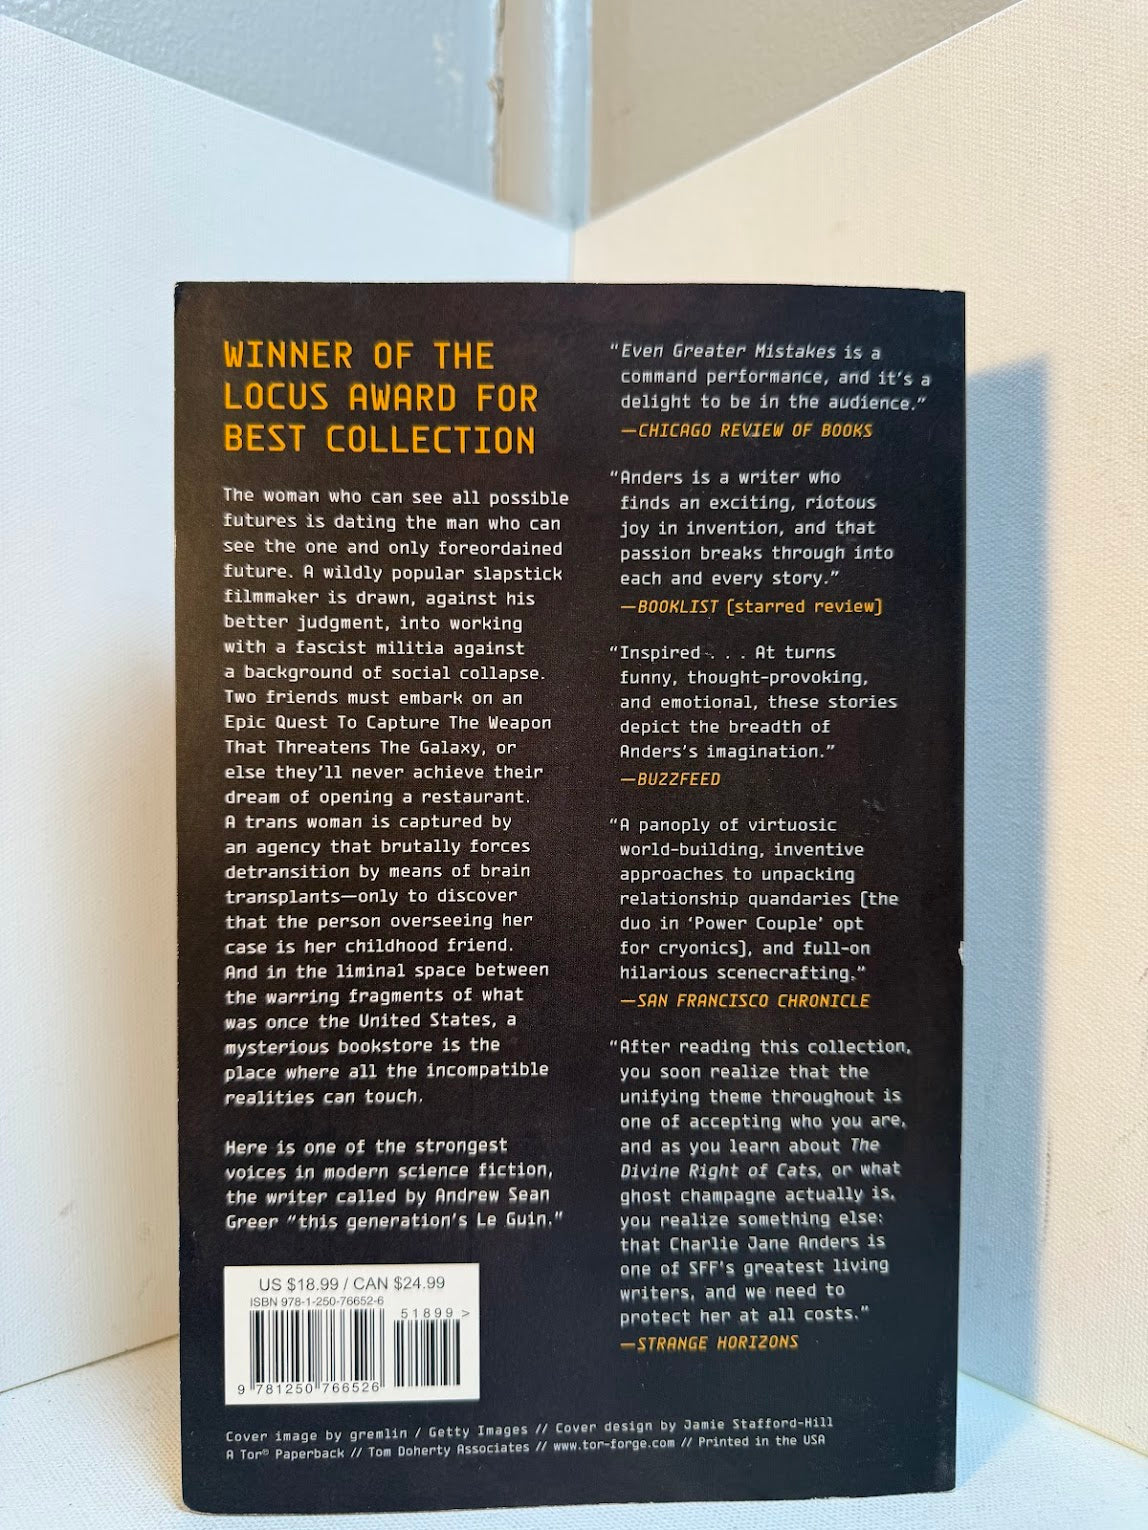 WINNER OF THE
LOCUS AWARD FOR
BEST COLLECTION
The woman who can see all possible
futures is dating the man who can
see the one and only foreordained
future. A wildly popular slapstick
filmmaker is drawn, against his
better judgment, into working
with a fascist militia against
a background of social collapse.
Two friends must embark on an
Epic Quest To Capture The Weapon
That Threatens The Galaxy, or
else they’ll never achieve their
dream of opening a restaurant.
A trans woman is captured by
an agency that brutally forces
detransition by means of brain
transplants—only to discover
that the person overseeing her
case is her childhood friend.
And in the liminal space between
the warring fragments of what
was once the United States, a
mysterious bookstore is the
place where all the incompatible
realities can touch.
Here is one of the strongest
voices in modern science fiction,
the writer called by Andrew Sean
Greer “this generation’s Le Guin.”
US $18.99 / CAN $24.99
ISBN 978-1-250-76652-6
51899 >
9 781250 766526
“Even Greater Mistakes is a
command performance, and it’s a
delight to be in the audience.”
—CHICAGO REVIEW OF BOOKS
“Anders is a writer who
finds an exciting, riotous
joy in invention, and that
passion breaks through into
each and every story.”
—BOOKLIST [starred review]
“Inspired . . . At turns
funny, thought-provoking,
and emotional, these stories
depict the breadth of
Anders’s imagination.”
—BUZZFEED
“A panoply of virtuosic
world-building, inventive
approaches to unpacking
relationship quandaries [the
duo in ‘Power Couple’ opt
for cryonics], and full-on
hilarious scenecrafting.”
—SAN FRANCISCO CHRONICLE
“After reading this collection,
you soon realize that the
unifying theme throughout is
one of accepting who you are,
and as you learn about The
Divine Right of Cats, or what
ghost champagne actually is,
you realize something else:
that Charlie Jane Anders is
one of SFF's greatest living
writers, and we need to
protect her at all costs.”
—STRANGE HORIZONS
Cover image by gremlin / Getty Images // Cover design by Jamie Stafford-Hill
A Tor® Paperback // Tom Doherty Associates // www.tor-forge.com // Printed in the USA